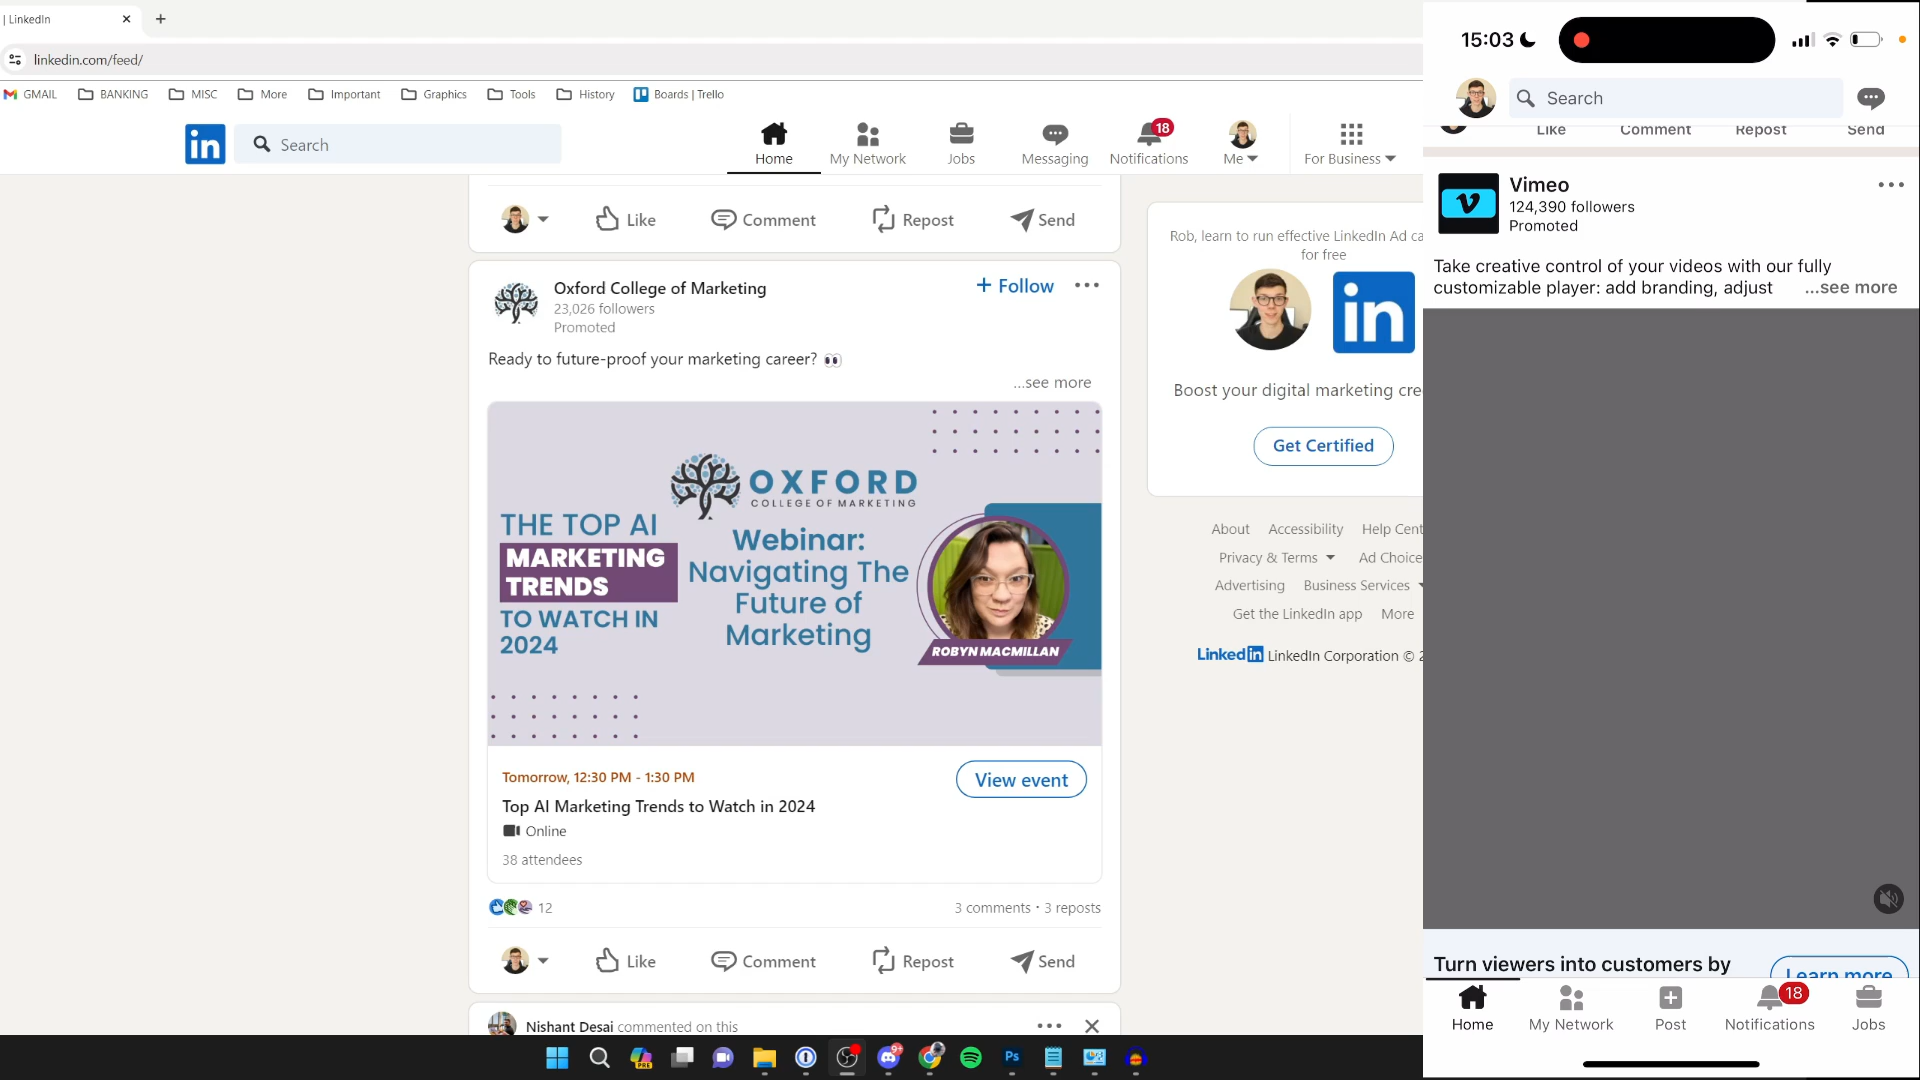 | LinkedIn
linkedin.com/feed/
GMAIL
BANKING
MISC
More
Important
Graphics
Tools
History
Boards | Trello
in
Search
Home
My Network
Jobs
Messaging
18
Notifications
Me
For Business
Like
Comment
Repost
Send
Oxford College of Marketing
23,026 followers
Promoted
+ Follow
Ready to future-proof your marketing career? 👀
...see more
OXFORD
COLLEGE OF MARKETING
THE TOP AI
MARKETING
TRENDS
TO WATCH IN
2024
Webinar:
Navigating The
Future of
Marketing
ROBYN MACMILLAN
Tomorrow, 12:30 PM - 1:30 PM
View event
Top AI Marketing Trends to Watch in 2024
Online
38 attendees
12
3 comments · 3 reposts
Like
Comment
Repost
Send
Nishant Desai commented on this
Rob, learn to run effective LinkedIn Ad ca
for free
in
Boost your digital marketing cre
Get Certified
About
Accessibility
Help Cent
Privacy & Terms
Ad Choice
Advertising
Business Services
Get the LinkedIn app
More
LinkedIn LinkedIn Corporation © 2
PRE
9+
Ps
15:03
Search
Like
Comment
Repost
Send
Vimeo
124,390 followers
Promoted
Take creative control of your videos with our fully
customizable player: add branding, adjust ...see more
Turn viewers into customers by
Learn more
Home
My Network
Post
18
Notifications
Jobs